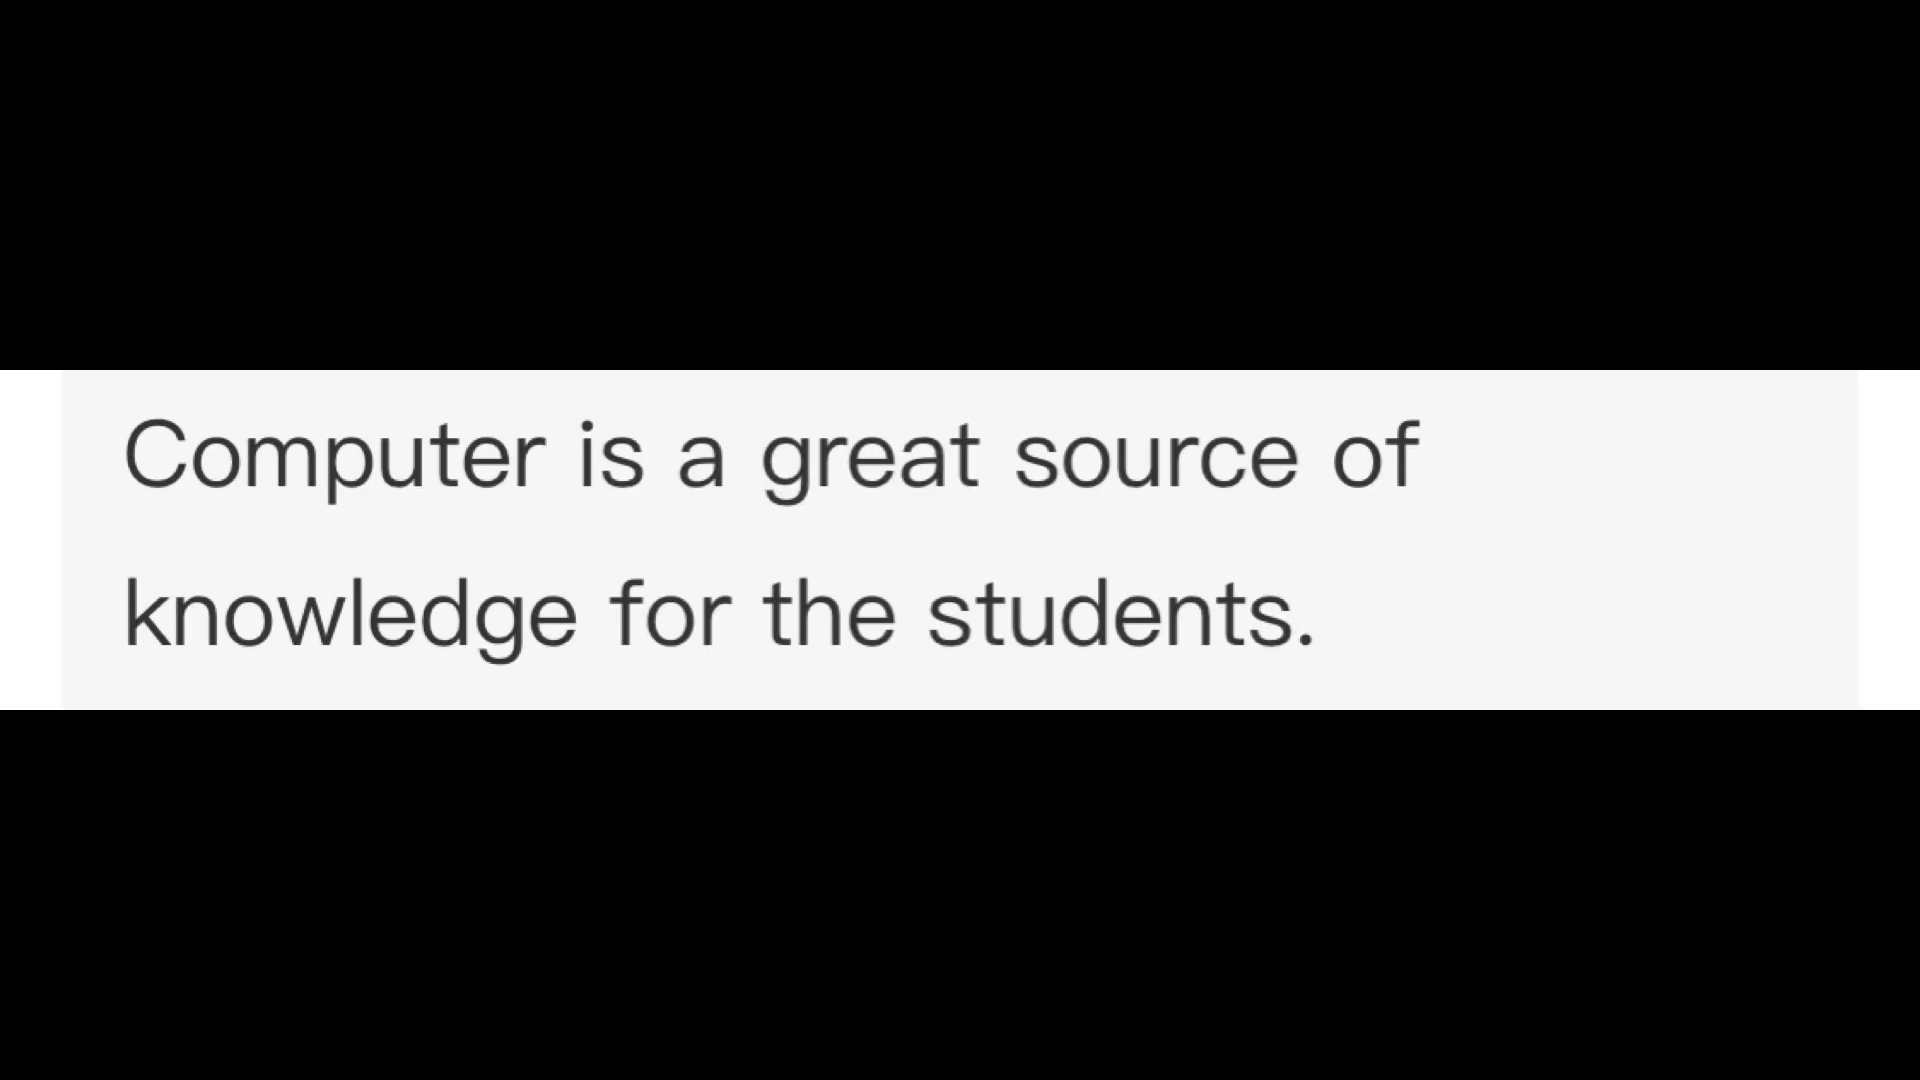 Computer is a great source of
knowledge for the students.